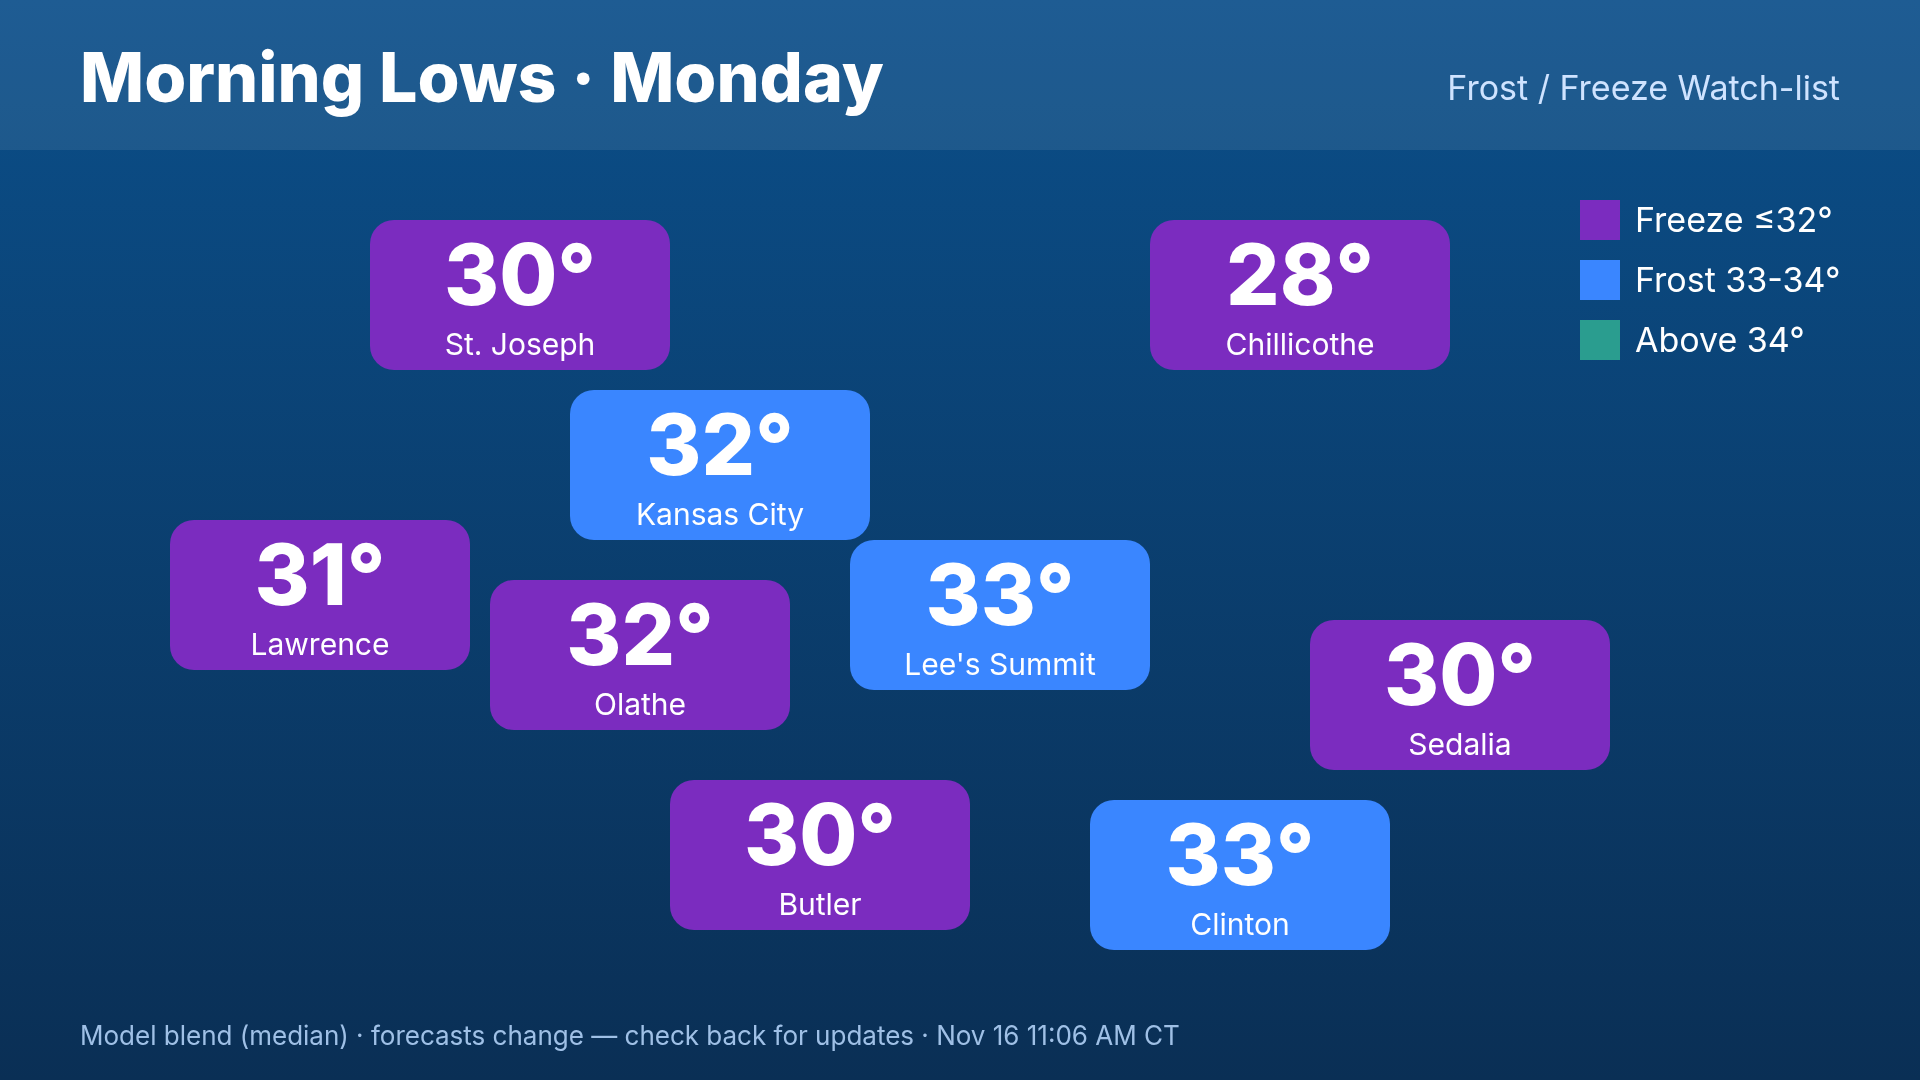 Morning Lows · Monday
Frost / Freeze Watch-list
Freeze ≤32°
Frost 33-34°
Above 34°
30°
St. Joseph
28°
Chillicothe
32°
Kansas City
31°
Lawrence
32°
Olathe
33°
Lee's Summit
30°
Sedalia
30°
Butler
33°
Clinton
Model blend (median) · forecasts change — check back for updates · Nov 16 11:06 AM CT